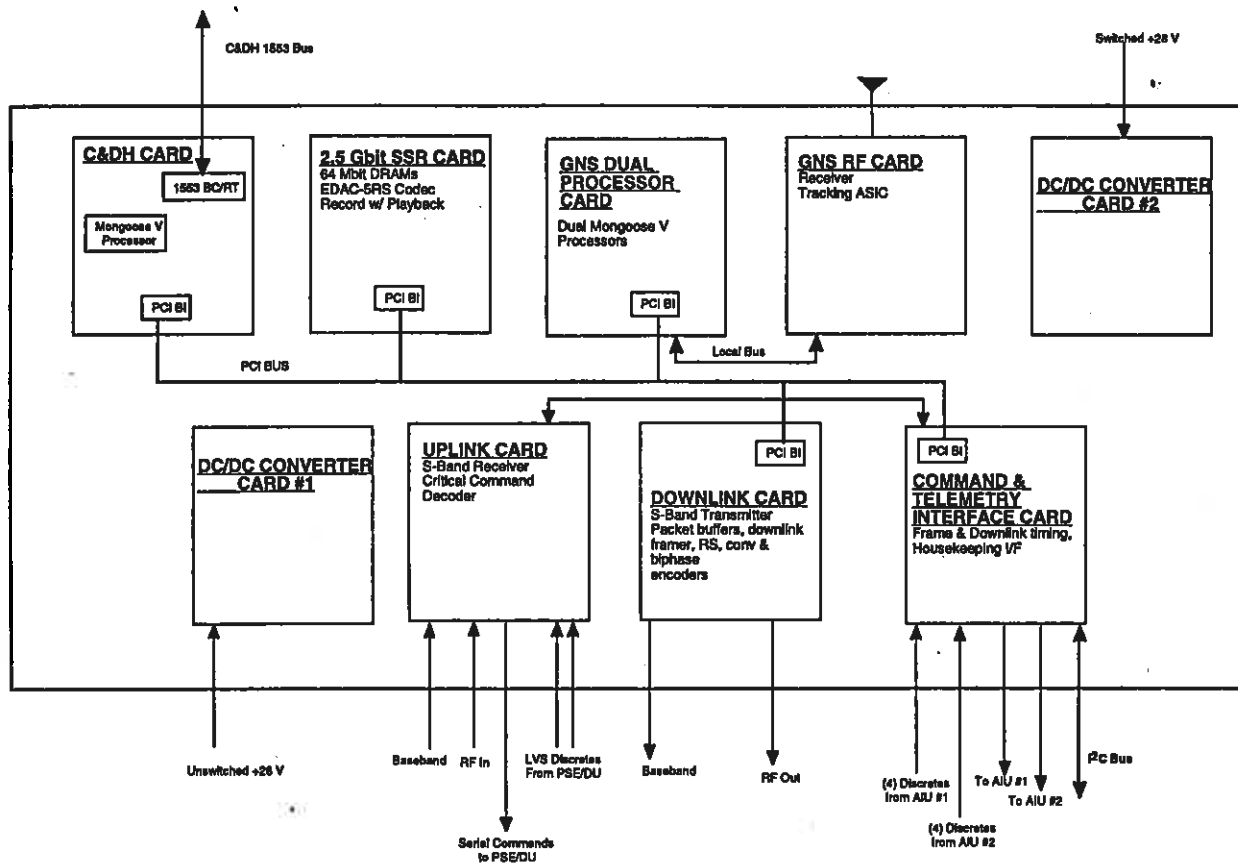 C&DH 1553 Bus
Switched +28 V
C&DH CARD
1553 BC/RT
Mongoose V
Processor
PCI BI
2.5 Gbit SSR CARD
64 Mbit DRAMs
EDAC-5RS Codec
Record w/ Playback
PCI BI
GNS DUAL
PROCESSOR
CARD
Dual Mongoose V
Processors
PCI BI
GNS RF CARD
Receiver
Tracking ASIC
DC/DC CONVERTER
CARD #2
PCI BUS
Local Bus
DC/DC CONVERTER
CARD #1
UPLINK CARD
S-Band Receiver
Critical Command
Decoder
PCI BI
DOWNLINK CARD
S-Band Transmitter
Packet buffers, downlink
framer, RS, conv &
biphase
encoders
PCI BI
COMMAND &
TELEMETRY
INTERFACE CARD
Frame & Downlink timing,
Housekeeping I/F
Unswitched +28 V
Baseband
RF In
LVS Discretes
From PSE/DU
Serial Commands
to PSE/DU
Baseband
RF Out
(4) Discretes
from AIU #1
(4) Discretes
from AIU #2
To AIU #1
To AIU #2
I²C Bus